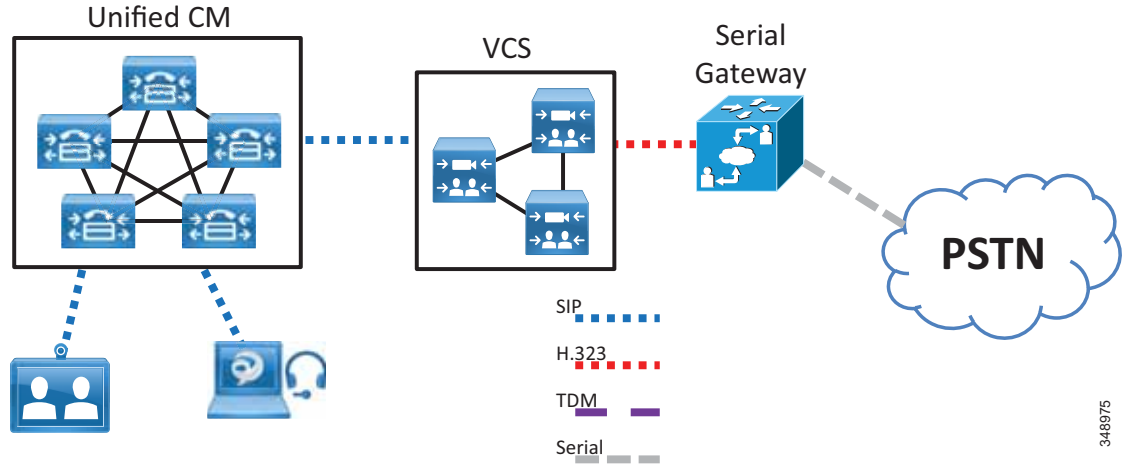 Unified CM
VCS
Serial
Gateway
PSTN
SIP
H.323
TDM
Serial
348975